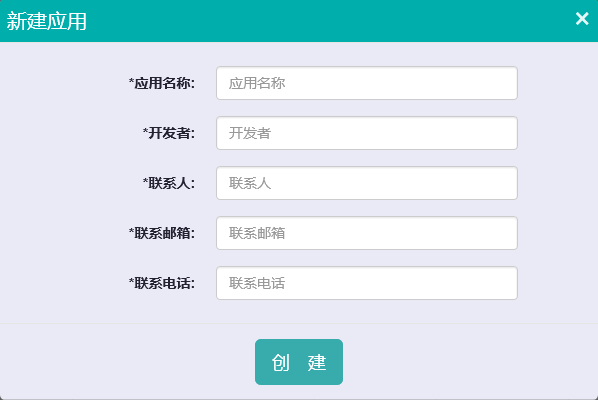 新建应用 ×
*应用名称： 应用名称
*开发者： 开发者
*联系人： 联系人
*联系邮箱： 联系邮箱
*联系电话： 联系电话
创 建